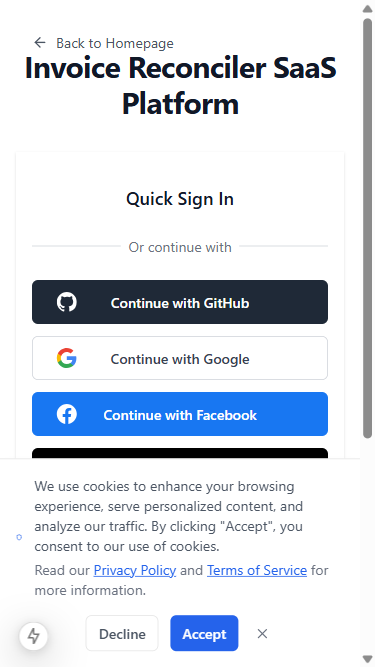 Back to Homepage
Invoice Reconciler SaaS
Platform
Quick Sign In
Or continue with
Continue with GitHub
Continue with Google
Continue with Facebook
We use cookies to enhance your browsing
experience, serve personalized content, and
analyze our traffic. By clicking "Accept", you
consent to our use of cookies.
Read our Privacy Policy and Terms of Service for
more information.
Decline
Accept